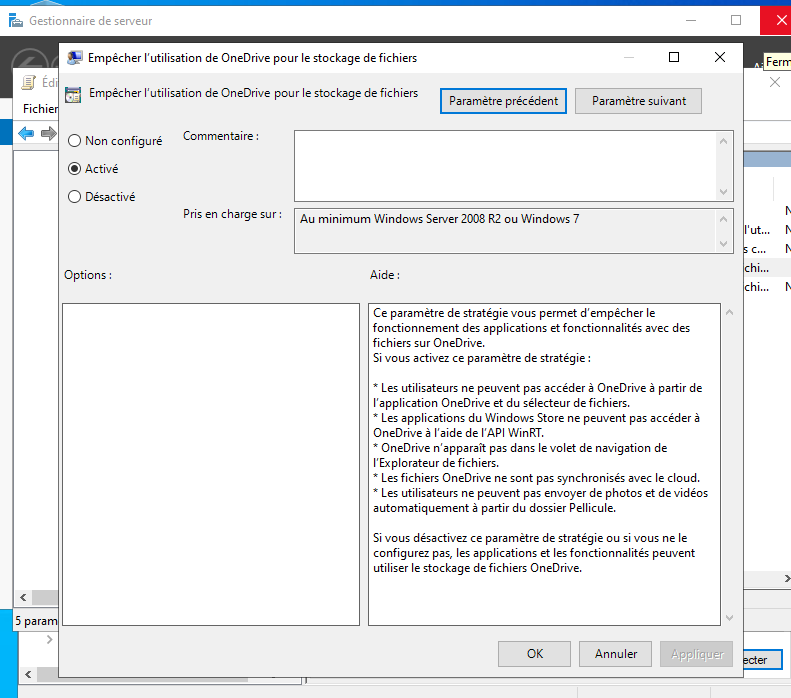 Gestionnaire de serveur
Empêcher l'utilisation de OneDrive pour le stockage de fichiers
Ferm
Édi
Empêcher l'utilisation de OneDrive pour le stockage de fichiers
Paramètre précédent
Paramètre suivant
Fichier
Non configuré
Commentaire :
Activé
Désactivé
Pris en charge sur :
Au minimum Windows Server 2008 R2 ou Windows 7
N
l'ut... N
s c... N
chi...
chi... N
Options :
Aide :
Ce paramètre de stratégie vous permet d'empêcher le
fonctionnement des applications et fonctionnalités avec des
fichiers sur OneDrive.
Si vous activez ce paramètre de stratégie :
* Les utilisateurs ne peuvent pas accéder à OneDrive à partir de
l'application OneDrive et du sélecteur de fichiers.
* Les applications du Windows Store ne peuvent pas accéder à
OneDrive à l'aide de l'API WinRT.
* OneDrive n'apparaît pas dans le volet de navigation de
l'Explorateur de fichiers.
* Les fichiers OneDrive ne sont pas synchronisés avec le cloud.
* Les utilisateurs ne peuvent pas envoyer de photos et de vidéos
automatiquement à partir du dossier Pellicule.
Si vous désactivez ce paramètre de stratégie ou si vous ne le
configurez pas, les applications et les fonctionnalités peuvent
utiliser le stockage de fichiers OneDrive.
5 param
OK
Annuler
Appliquer
ecter